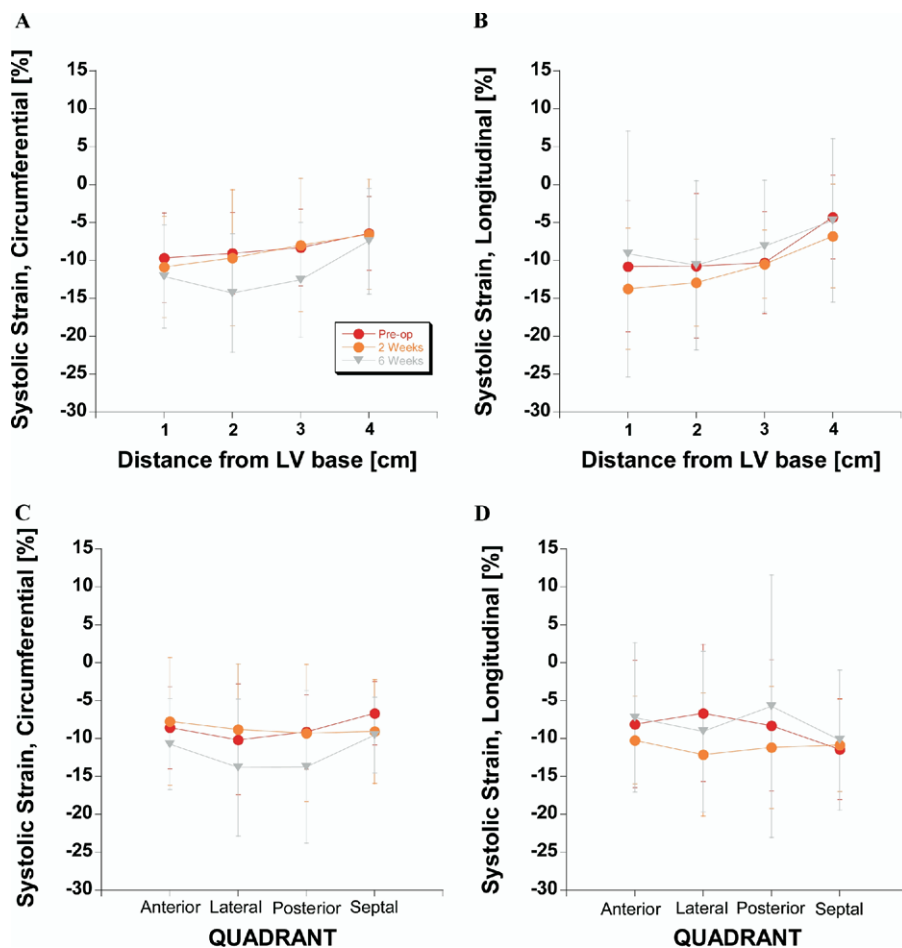 A
Systolic Strain, Circumferential [%]
15
10
5
0
-5
-10
-15
-20
-25
-30
Pre-op
2 Weeks
6 Weeks
1 2 3 4
Distance from LV base [cm]
B
Systolic Strain, Longitudinal [%]
15
10
5
0
-5
-10
-15
-20
-25
-30
1 2 3 4
Distance from LV base [cm]
C
Systolic Strain, Circumferential [%]
15
10
5
0
-5
-10
-15
-20
-25
-30
Anterior Lateral Posterior Septal
QUADRANT
D
Systolic Strain, Longitudinal [%]
15
10
5
0
-5
-10
-15
-20
-25
-30
Anterior Lateral Posterior Septal
QUADRANT